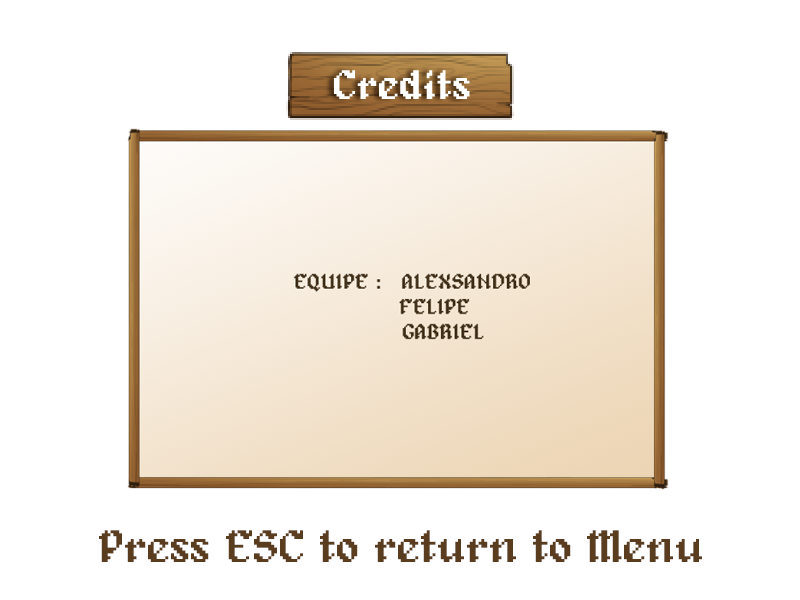 Credits
EQUIPE : ALEXSANDRO
FELIPE
GABRIEL
Press ESC to return to Menu